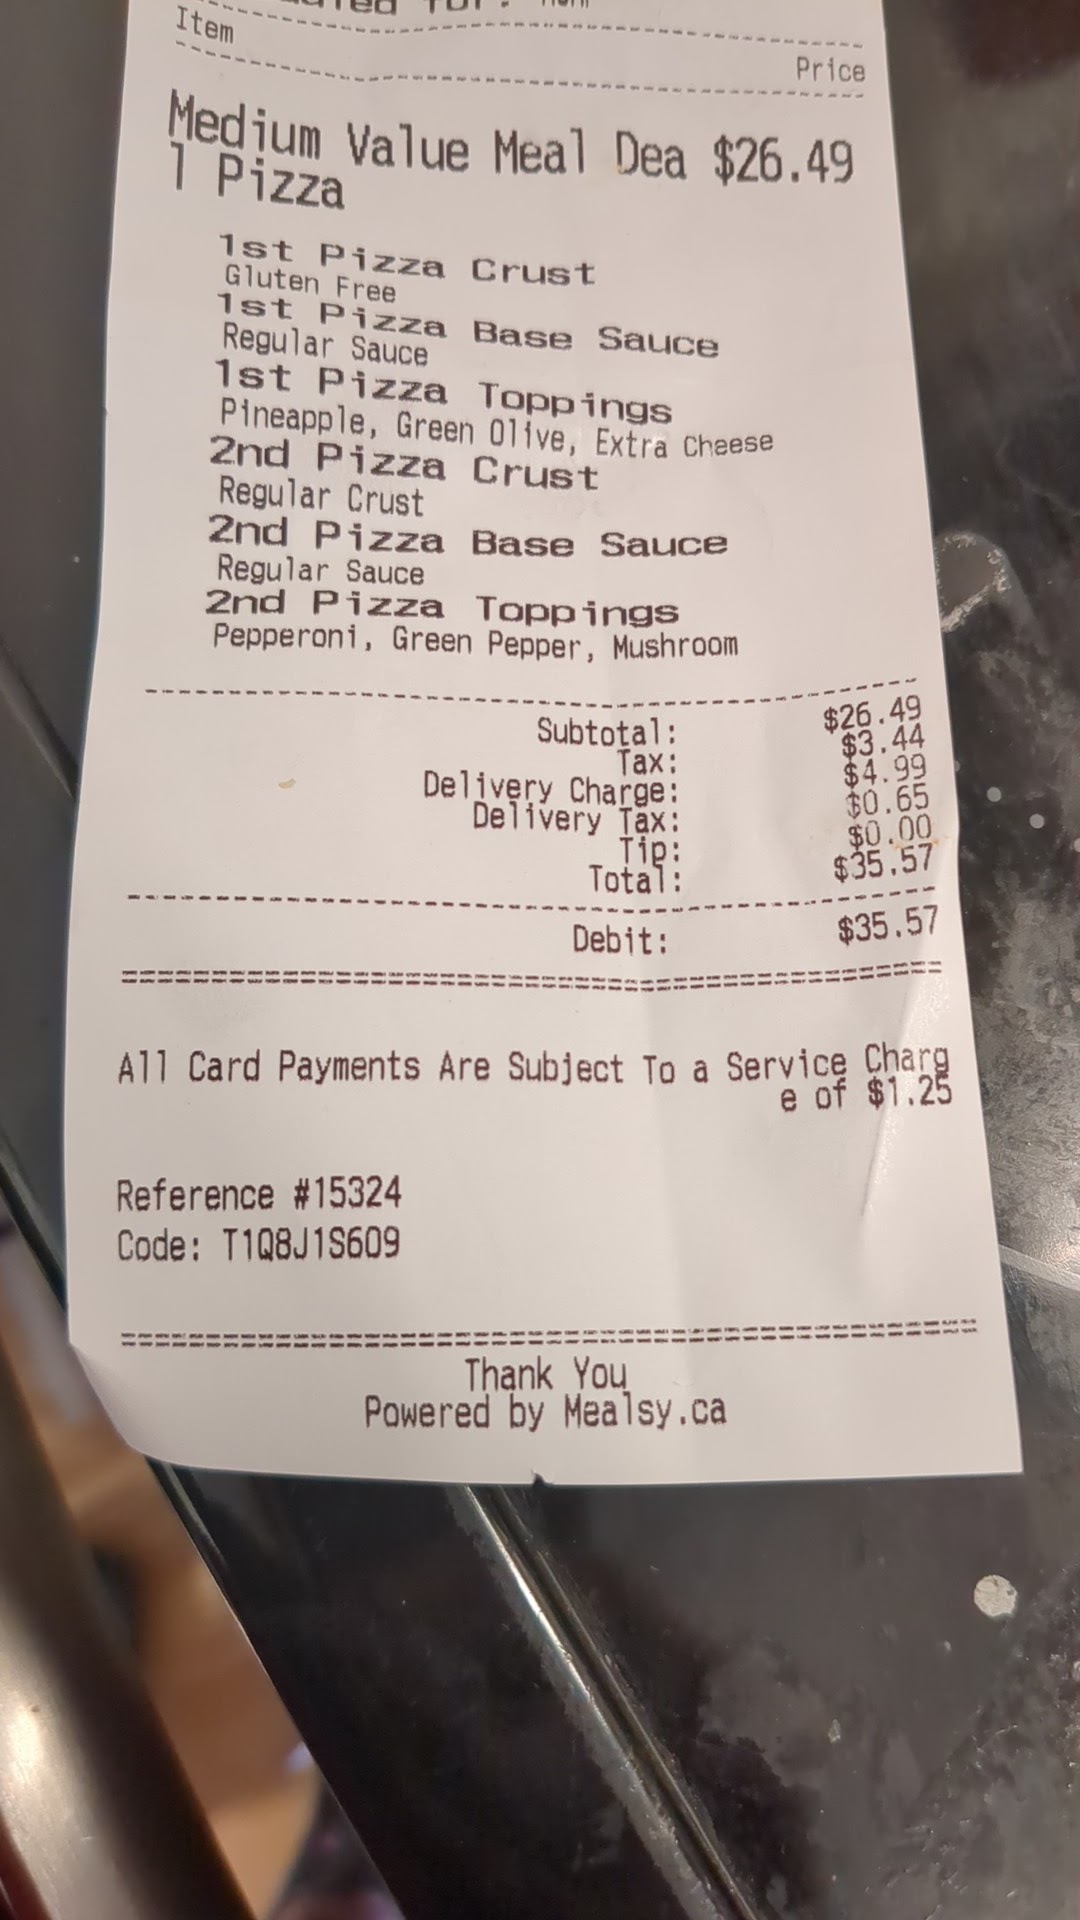 Item
Price
Medium Value Meal Dea $26.49
1 Pizza
1st Pizza Crust
Gluten Free
1st Pizza Base Sauce
Regular Sauce
1st Pizza Toppings
Pineapple, Green Olive, Extra Cheese
2nd Pizza Crust
Regular Crust
2nd Pizza Base Sauce
Regular Sauce
2nd Pizza Toppings
Pepperoni, Green Pepper, Mushroom
Subtotal: $26.49
Tax: $3.44
Delivery Charge: $4.99
Delivery Tax: $0.65
Tip: $0.00
Total: $35.57
Debit: $35.57
All Card Payments Are Subject To a Service Charg
e of $1.25
Reference #15324
Code: T1Q8J1S609
Thank You
Powered by Mealsy.ca